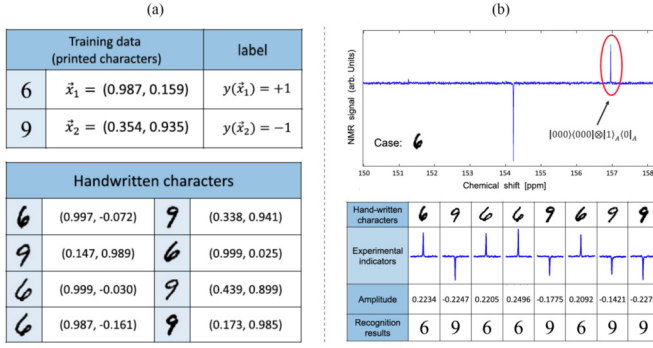 (a)
Training data
(printed characters)
label
6
x⃗₁ = (0.987, 0.159)
y(x⃗₁) = +1
9
x⃗₂ = (0.354, 0.935)
y(x⃗₂) = −1
Handwritten characters
6 (0.997, -0.072) 9 (0.338, 0.941)
9 (0.147, 0.989) 6 (0.999, 0.025)
6 (0.999, -0.030) 9 (0.439, 0.899)
6 (0.987, -0.161) 9 (0.173, 0.985)
(b)
NMR signal (arb. Units)
Case: 6
|000⟩⟨000|⊗|1⟩_A⟨0|_A
150 151 152 153 154 155 156 157 158
Chemical shift [ppm]
Hand-written
characters
6 9 6 6 9 6 9 9
Experimental
indicators
Amplitude
0.2234 -0.2247 0.2205 0.2496 -0.1775 0.2092 -0.1421 -0.227
Recognition
results
6 9 6 6 9 6 9 9